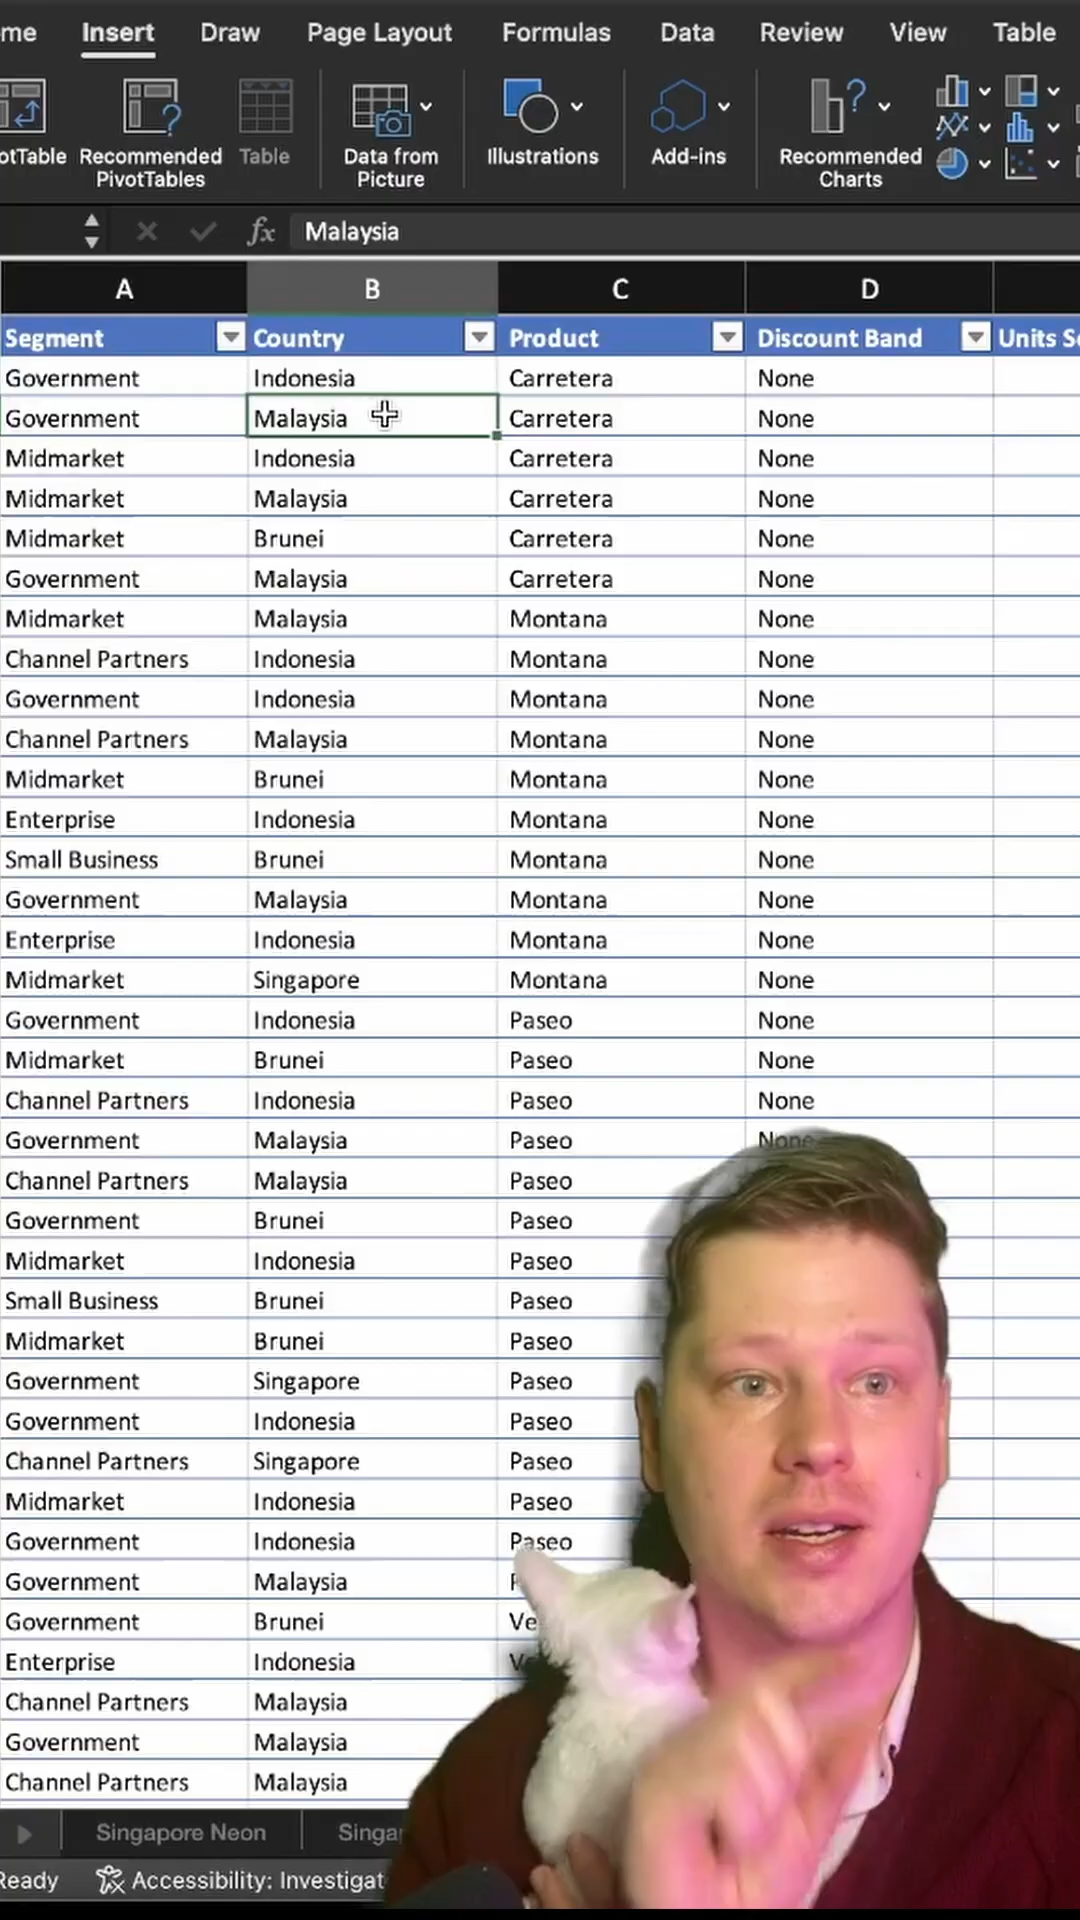 Insert Draw Page Layout Formulas Data Review View Table
Recommended PivotTables
Table
Data from Picture
Illustrations
Add-ins
Recommended Charts
fx Malaysia
A B C D
Segment Country Product Discount Band Units
Government Indonesia Carretera None
Government Malaysia Carretera None
Midmarket Indonesia Carretera None
Midmarket Malaysia Carretera None
Midmarket Brunei Carretera None
Government Malaysia Carretera None
Midmarket Malaysia Montana None
Channel Partners Indonesia Montana None
Government Indonesia Montana None
Channel Partners Malaysia Montana None
Midmarket Brunei Montana None
Enterprise Indonesia Montana None
Small Business Brunei Montana None
Government Malaysia Montana None
Enterprise Indonesia Montana None
Midmarket Singapore Montana None
Government Indonesia Paseo None
Midmarket Brunei Paseo None
Channel Partners Indonesia Paseo None
Government Malaysia Paseo None
Channel Partners Malaysia Paseo
Government Brunei Paseo
Midmarket Indonesia Paseo
Small Business Brunei Paseo
Midmarket Brunei Paseo
Government Singapore Paseo
Government Indonesia Paseo
Channel Partners Singapore Paseo
Midmarket Indonesia Paseo
Government Indonesia Paseo
Government Malaysia
Government Brunei
Enterprise Indonesia
Channel Partners Malaysia
Government Malaysia
Channel Partners Malaysia
Singapore Neon
Ready Accessibility: